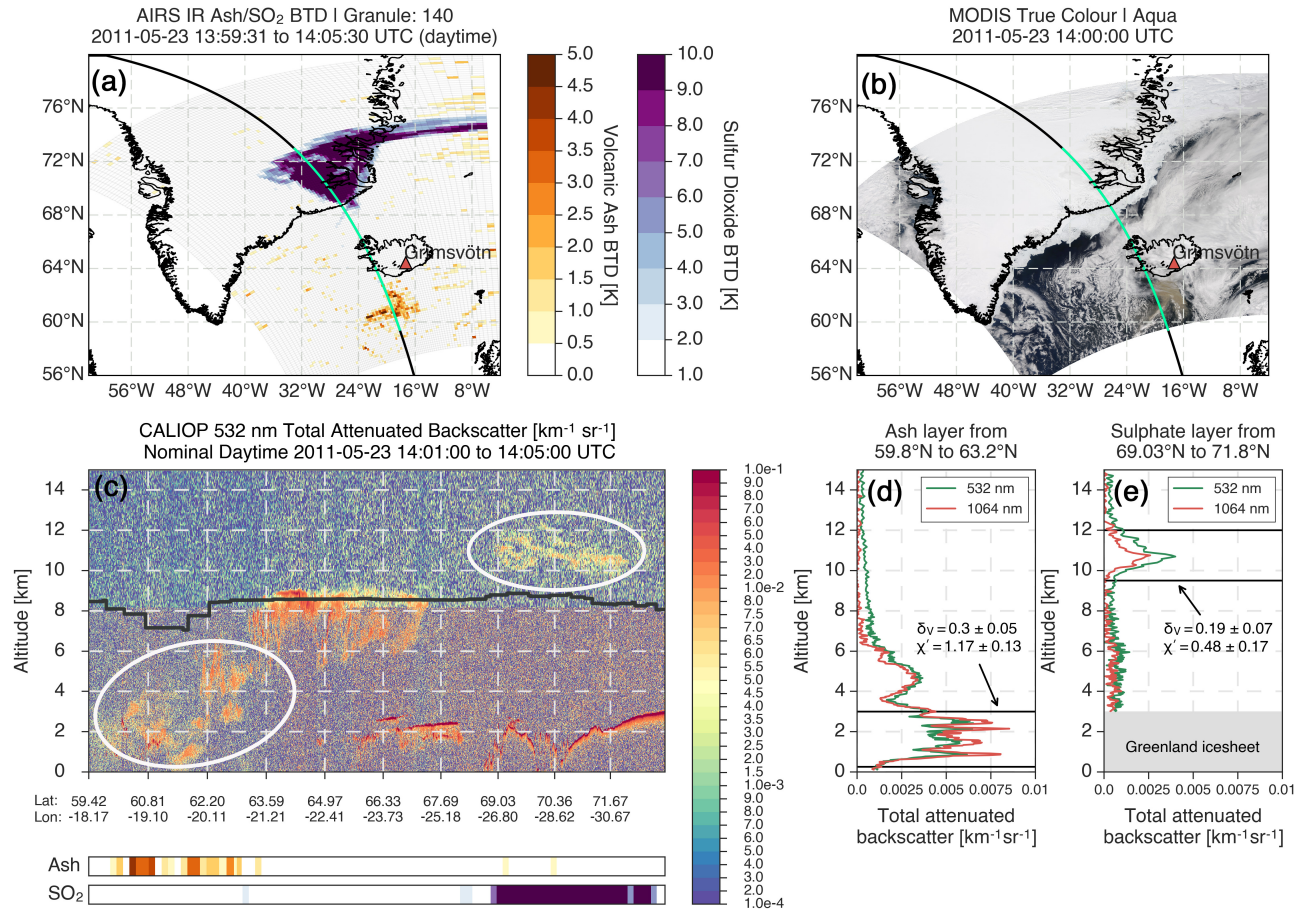 AIRS IR Ash/SO₂ BTD | Granule: 140
2011-05-23 13:59:31 to 14:05:30 UTC (daytime)
(a)
76°N
72°N
68°N
64°N
60°N
56°N
56°W 48°W 40°W 32°W 24°W 16°W 8°W
Grímsvötn
5.0
4.5
4.0
3.5
3.0
2.5
2.0
1.5
1.0
0.5
0.0
Volcanic Ash BTD [K]
10.0
9.0
8.0
7.0
6.0
5.0
4.0
3.0
2.0
1.0
Sulfur Dioxide BTD [K]
MODIS True Colour | Aqua
2011-05-23 14:00:00 UTC
(b)
76°N
72°N
68°N
64°N
60°N
56°N
56°W 48°W 40°W 32°W 24°W 16°W 8°W
Grímsvötn
CALIOP 532 nm Total Attenuated Backscatter [km⁻¹ sr⁻¹]
Nominal Daytime 2011-05-23 14:01:00 to 14:05:00 UTC
(c)
Altitude [km]
14
12
10
8
6
4
2
0
Lat: 59.42 60.81 62.20 63.59 64.97 66.33 67.69 69.03 70.36 71.67
Lon: -18.17 -19.10 -20.11 -21.21 -22.41 -23.73 -25.18 -26.80 -28.62 -30.67
Ash
SO₂
1.0e-1
9.0
8.0
7.0
6.0
5.0
4.0
3.0
2.0
1.0e-2
8.0
7.0
6.0
5.0
4.5
4.0
3.5
3.0
2.5
2.0
1.5
1.0e-3
9.0
8.0
7.0
6.0
5.0
4.0
3.0
2.0
1.0e-4
Ash layer from
59.8°N to 63.2°N
(d)
532 nm
1064 nm
Altitude [km]
14
12
10
8
6
4
2
0
δᵥ = 0.3 ± 0.05
χ′ = 1.17 ± 0.13
0.0 0.0025 0.005 0.0075 0.01
Total attenuated
backscatter [km⁻¹sr⁻¹]
Sulphate layer from
69.03°N to 71.8°N
(e)
532 nm
1064 nm
Altitude [km]
14
12
10
8
6
4
2
0
δᵥ = 0.19 ± 0.07
χ′ = 0.48 ± 0.17
Greenland icesheet
0.0 0.0025 0.005 0.0075 0.01
Total attenuated
backscatter [km⁻¹sr⁻¹]